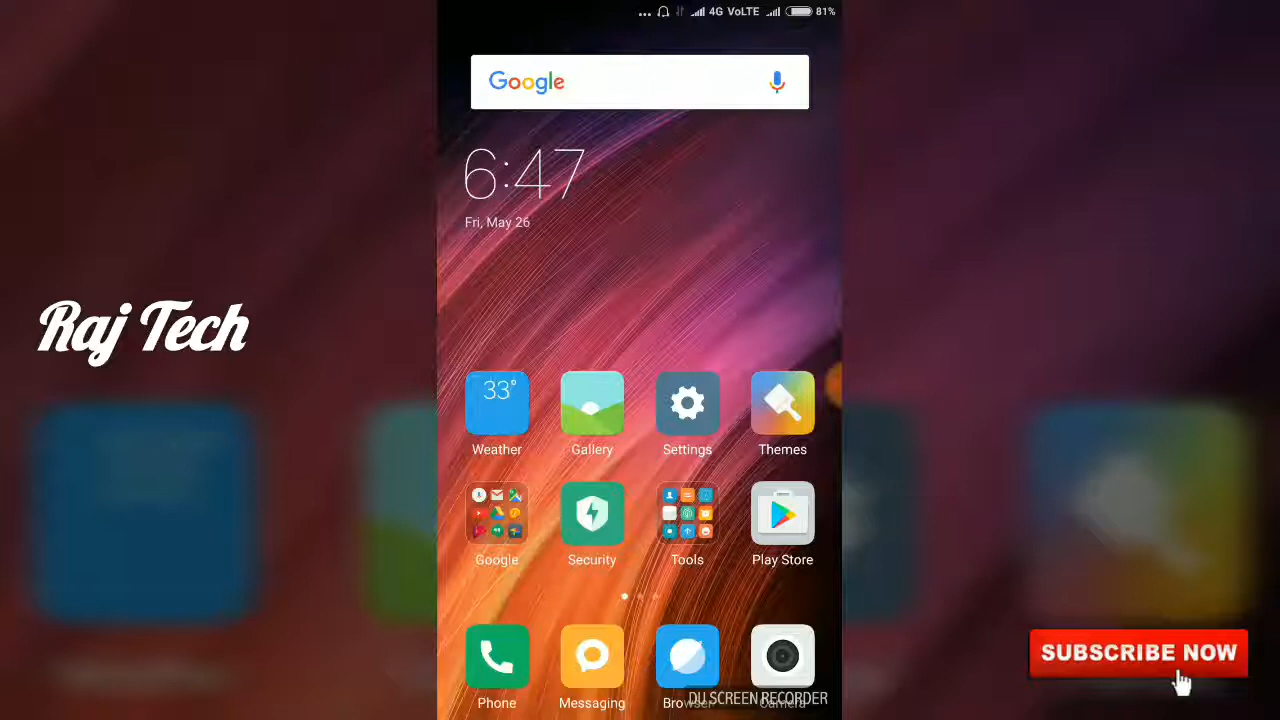 ... 4G VoLTE 81%
Google
6:47
Fri, May 26
Raj Tech
33°
Weather Gallery Settings Themes
Google Security Tools Play Store
SUBSCRIBE NOW
Phone Messaging Browser Camera
DU SCREEN RECORDER